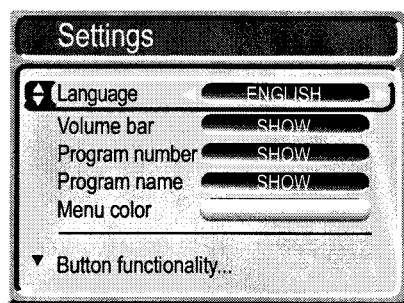 Settings
Language ENGLISH
Volume bar SHOW
Program number SHOW
Program name SHOW
Menu color
Button functionality...